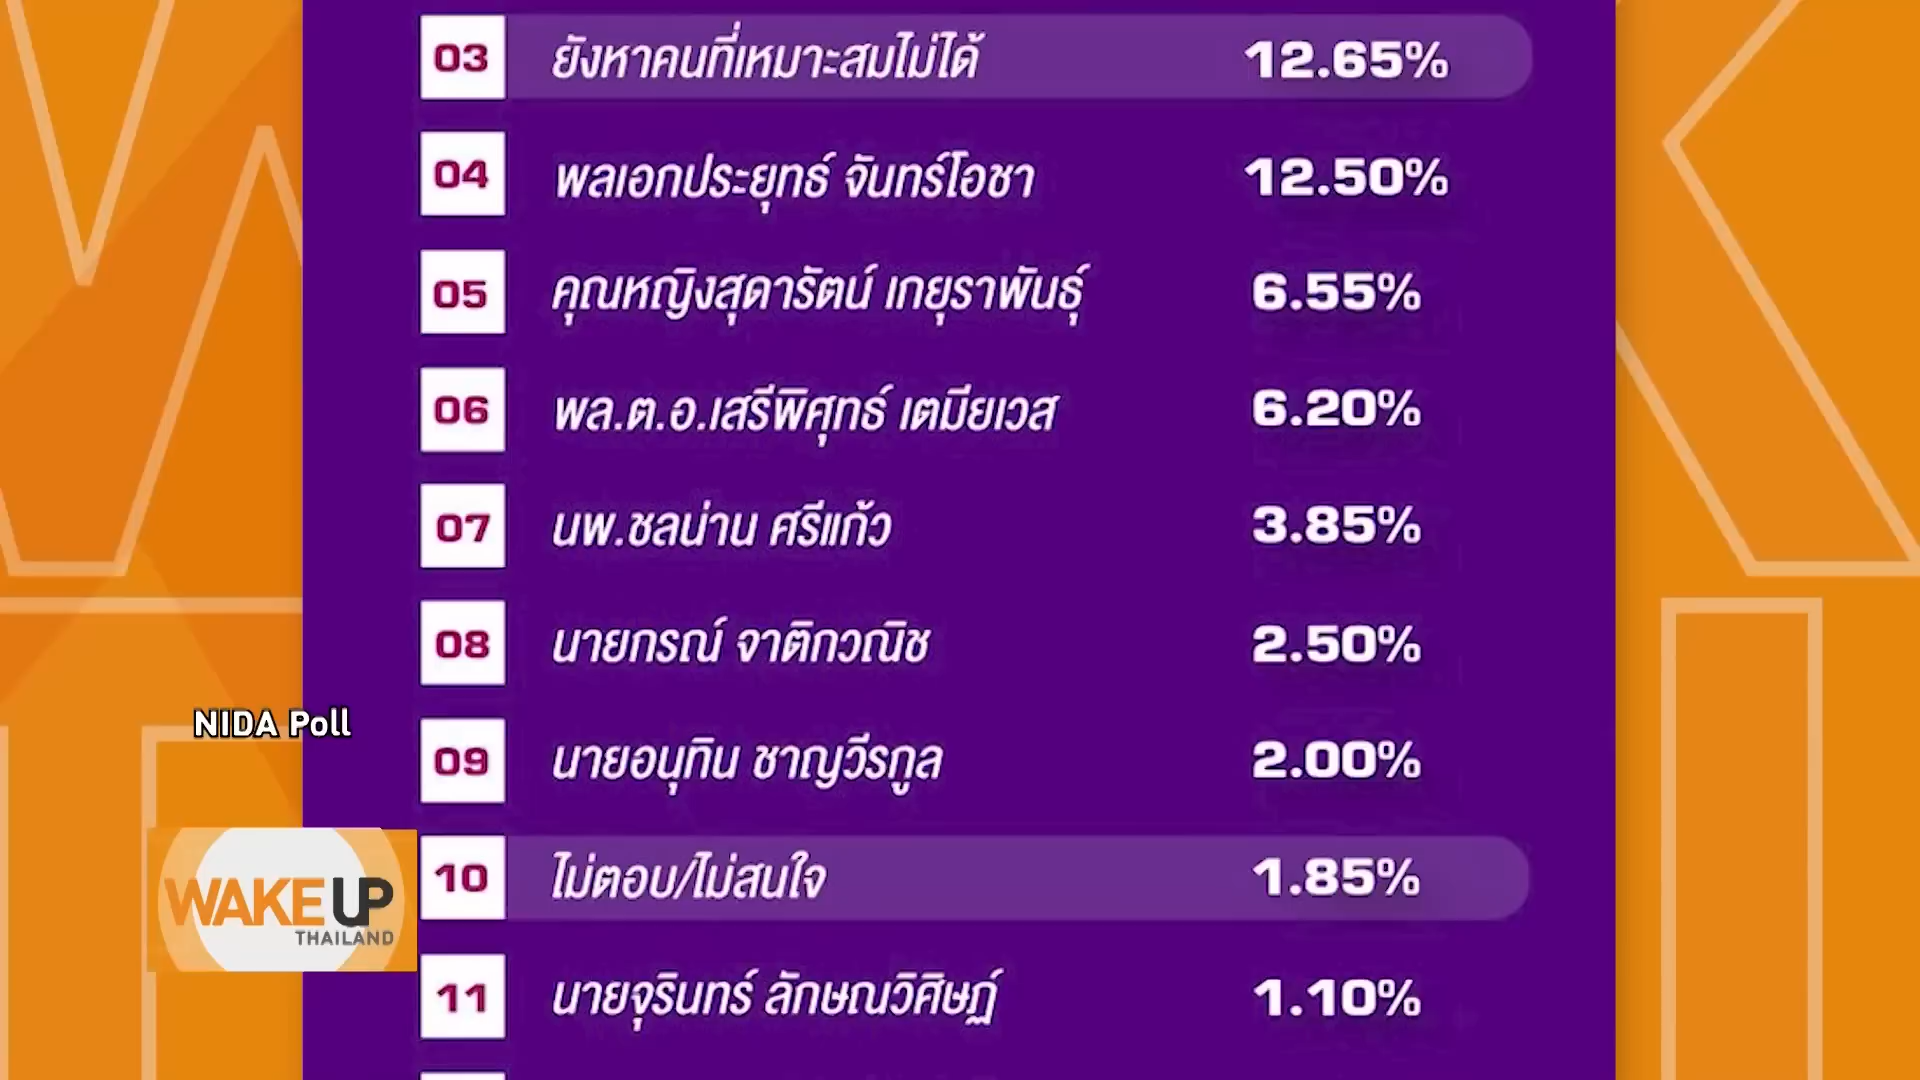 03 ยังหาคนที่เหมาะสมไม่ได้ 12.65%
04 พลเอกประยุทธ์ จันทร์โอชา 12.50%
05 คุณหญิงสุดารัตน์ เกยุราพันธุ์ 6.55%
06 พล.ต.อ.เสรีพิศุทธ์ เตมียเวส 6.20%
07 นพ.ชลน่าน ศรีแก้ว 3.85%
08 นายกรณ์ จาติกวณิช 2.50%
NIDA Poll
09 นายอนุทิน ชาญวีรกูล 2.00%
10 ไม่ตอบ/ไม่สนใจ 1.85%
WAKE UP
THAILAND
11 นายจุรินทร์ ลักษณวิศิษฏ์ 1.10%